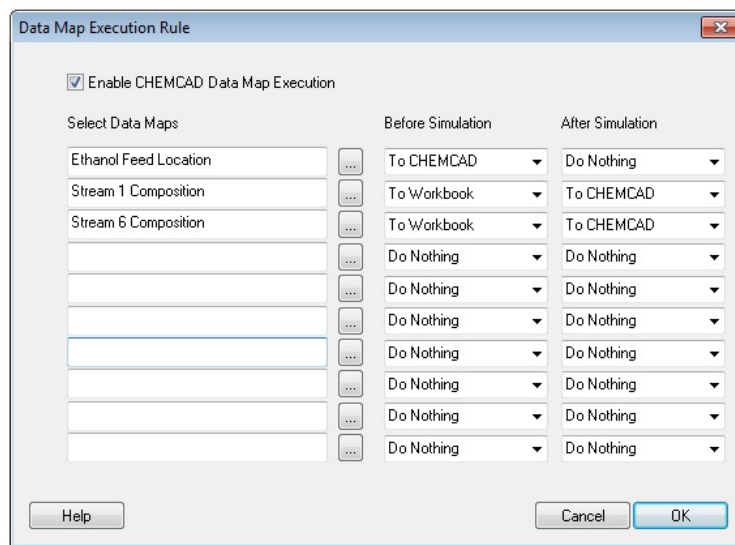 Data Map Execution Rule
Enable CHEMCAD Data Map Execution
Select Data Maps Before Simulation After Simulation
Ethanol Feed Location ... To CHEMCAD Do Nothing
Stream 1 Composition ... To Workbook To CHEMCAD
Stream 6 Composition ... To Workbook To CHEMCAD
... Do Nothing Do Nothing
... Do Nothing Do Nothing
... Do Nothing Do Nothing
... Do Nothing Do Nothing
... Do Nothing Do Nothing
... Do Nothing Do Nothing
... Do Nothing Do Nothing
Help Cancel OK